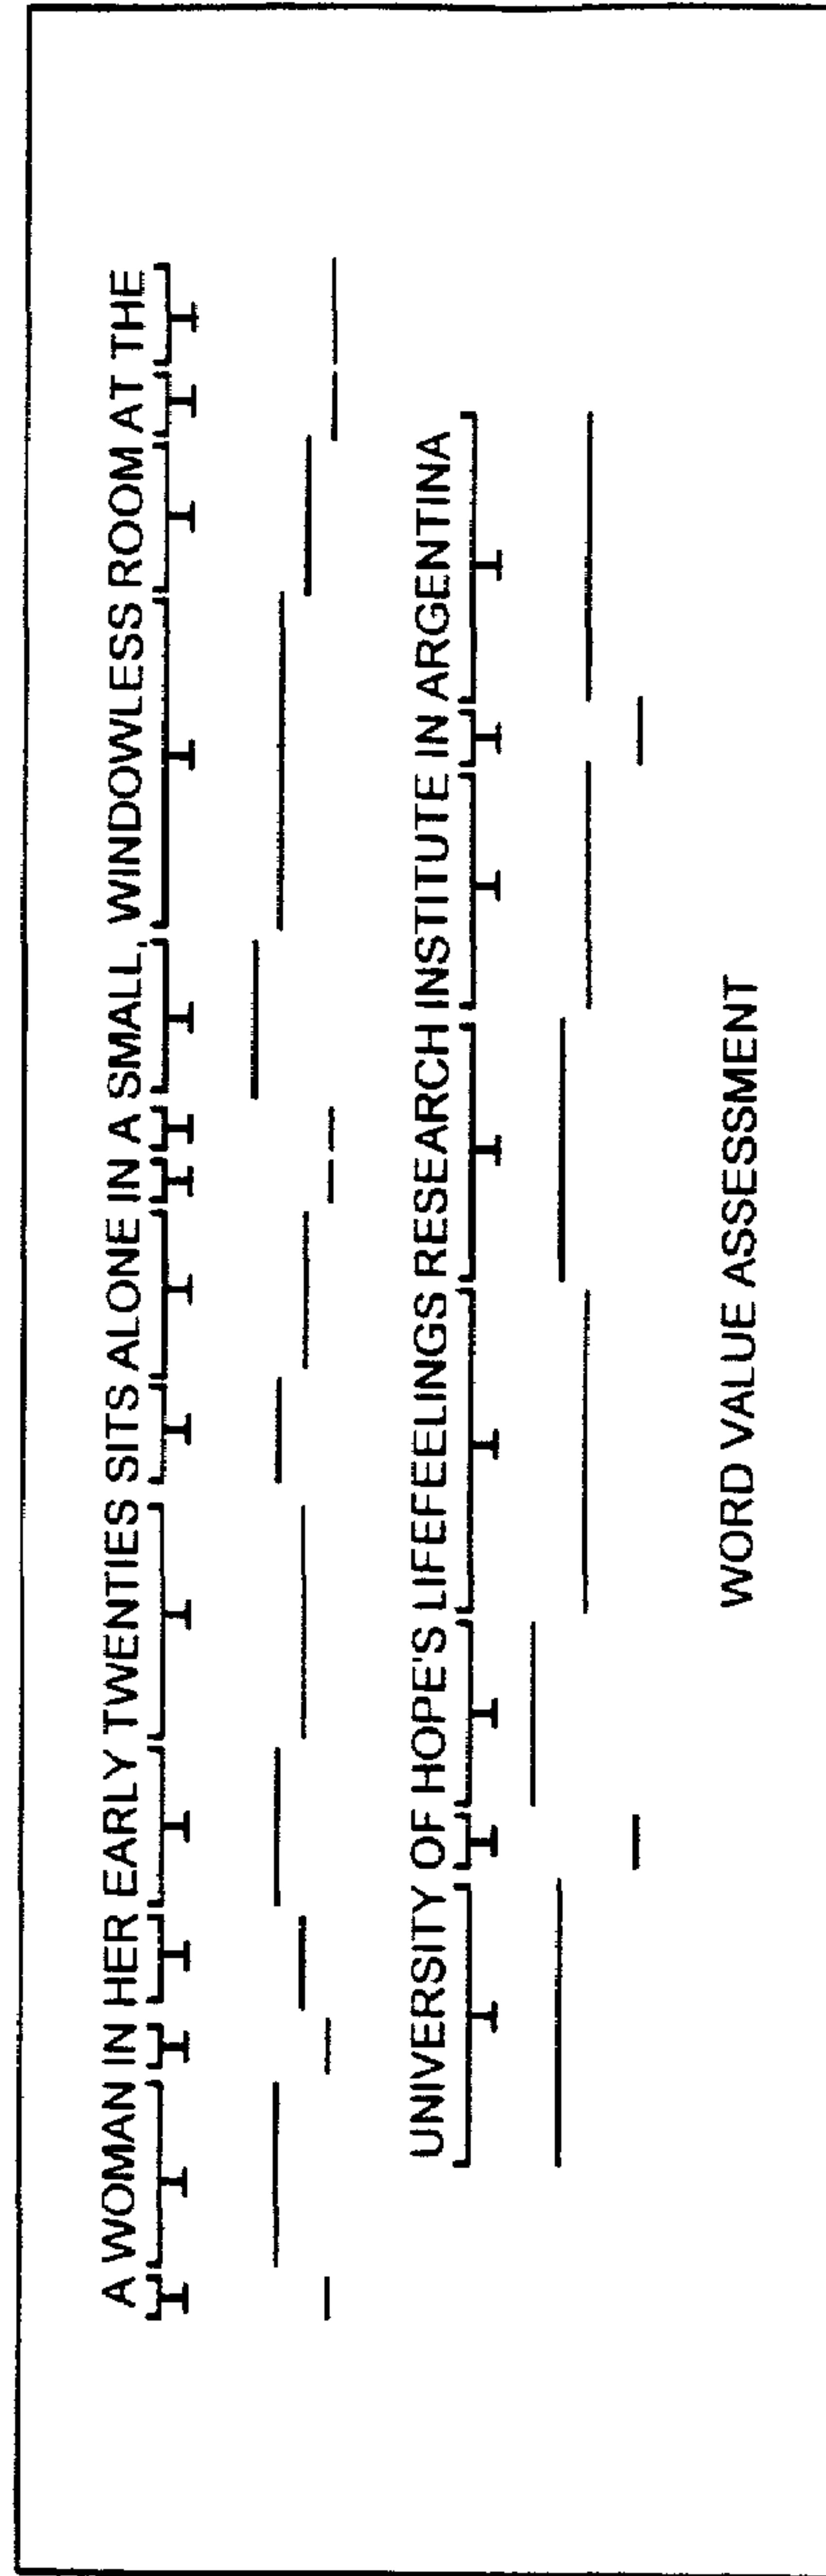 A WOMAN IN HER EARLY TWENTIES SITS ALONE IN A SMALL, WINDOWLESS ROOM AT THE
UNIVERSITY OF HOPE'S LIFEFEELINGS RESEARCH INSTITUTE IN ARGENTINA
WORD VALUE ASSESSMENT